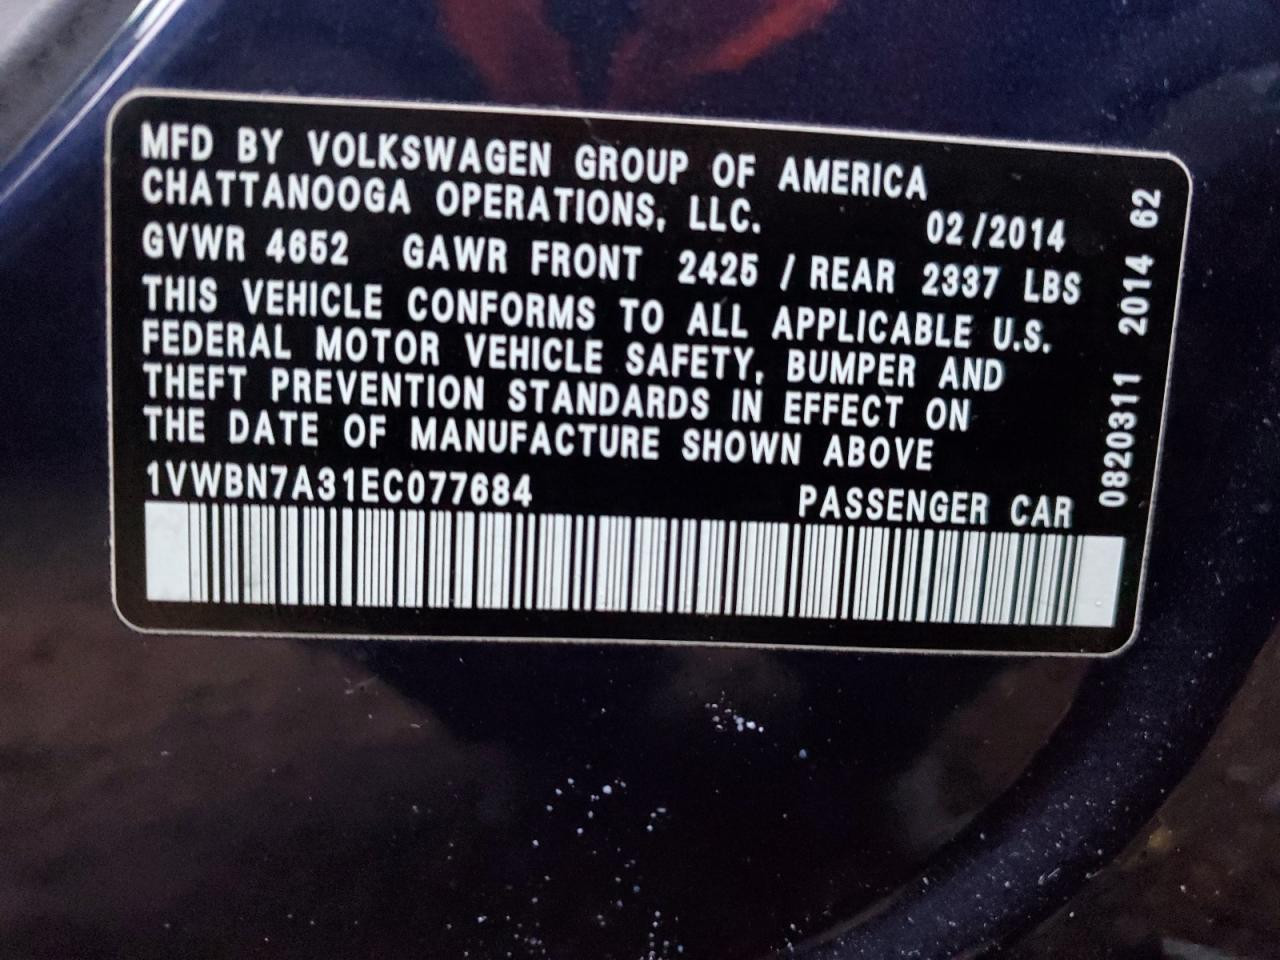 MFD BY VOLKSWAGEN GROUP OF AMERICA
CHATTANOOGA OPERATIONS, LLC. 02/2014
GVWR 4652 GAWR FRONT 2425 / REAR 2337 LBS
THIS VEHICLE CONFORMS TO ALL APPLICABLE U.S.
FEDERAL MOTOR VEHICLE SAFETY, BUMPER AND
THEFT PREVENTION STANDARDS IN EFFECT ON
THE DATE OF MANUFACTURE SHOWN ABOVE
1VWBN7A31EC077684 PASSENGER CAR
0820311 2014 62